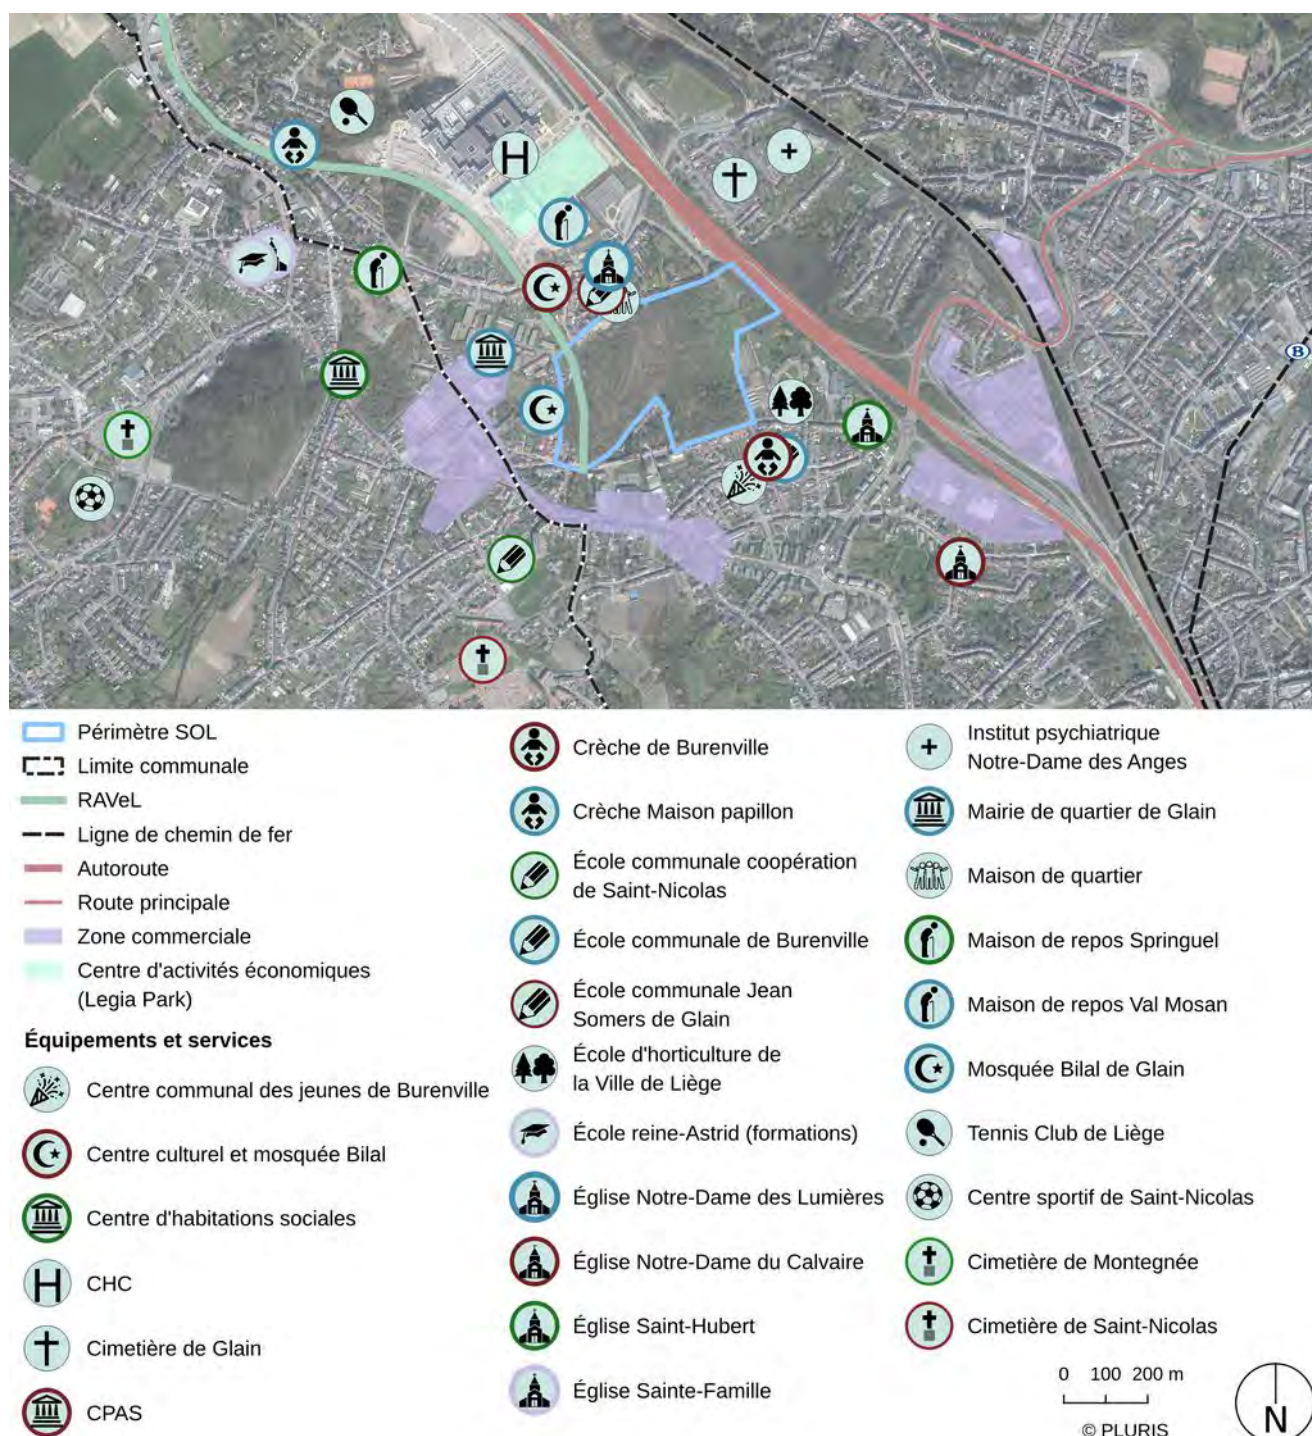 H
B
Périmètre SOL
Limite communale
RAVeL
Ligne de chemin de fer
Autoroute
Route principale
Zone commerciale
Centre d'activités économiques
(Legia Park)
Équipements et services
Centre communal des jeunes de Burenville
Centre culturel et mosquée Bilal
Centre d'habitations sociales
H
CHC
Cimetière de Glain
CPAS
Crèche de Burenville
Crèche Maison papillon
École communale coopération
de Saint-Nicolas
École communale de Burenville
École communale Jean
Somers de Glain
École d'horticulture de
la Ville de Liège
École reine-Astrid (formations)
Église Notre-Dame des Lumières
Église Notre-Dame du Calvaire
Église Saint-Hubert
Église Sainte-Famille
Institut psychiatrique
Notre-Dame des Anges
Mairie de quartier de Glain
Maison de quartier
Maison de repos Springuel
Maison de repos Val Mosan
Mosquée Bilal de Glain
Tennis Club de Liège
Centre sportif de Saint-Nicolas
Cimetière de Montegnée
Cimetière de Saint-Nicolas
0 100 200 m
© PLURIS
N